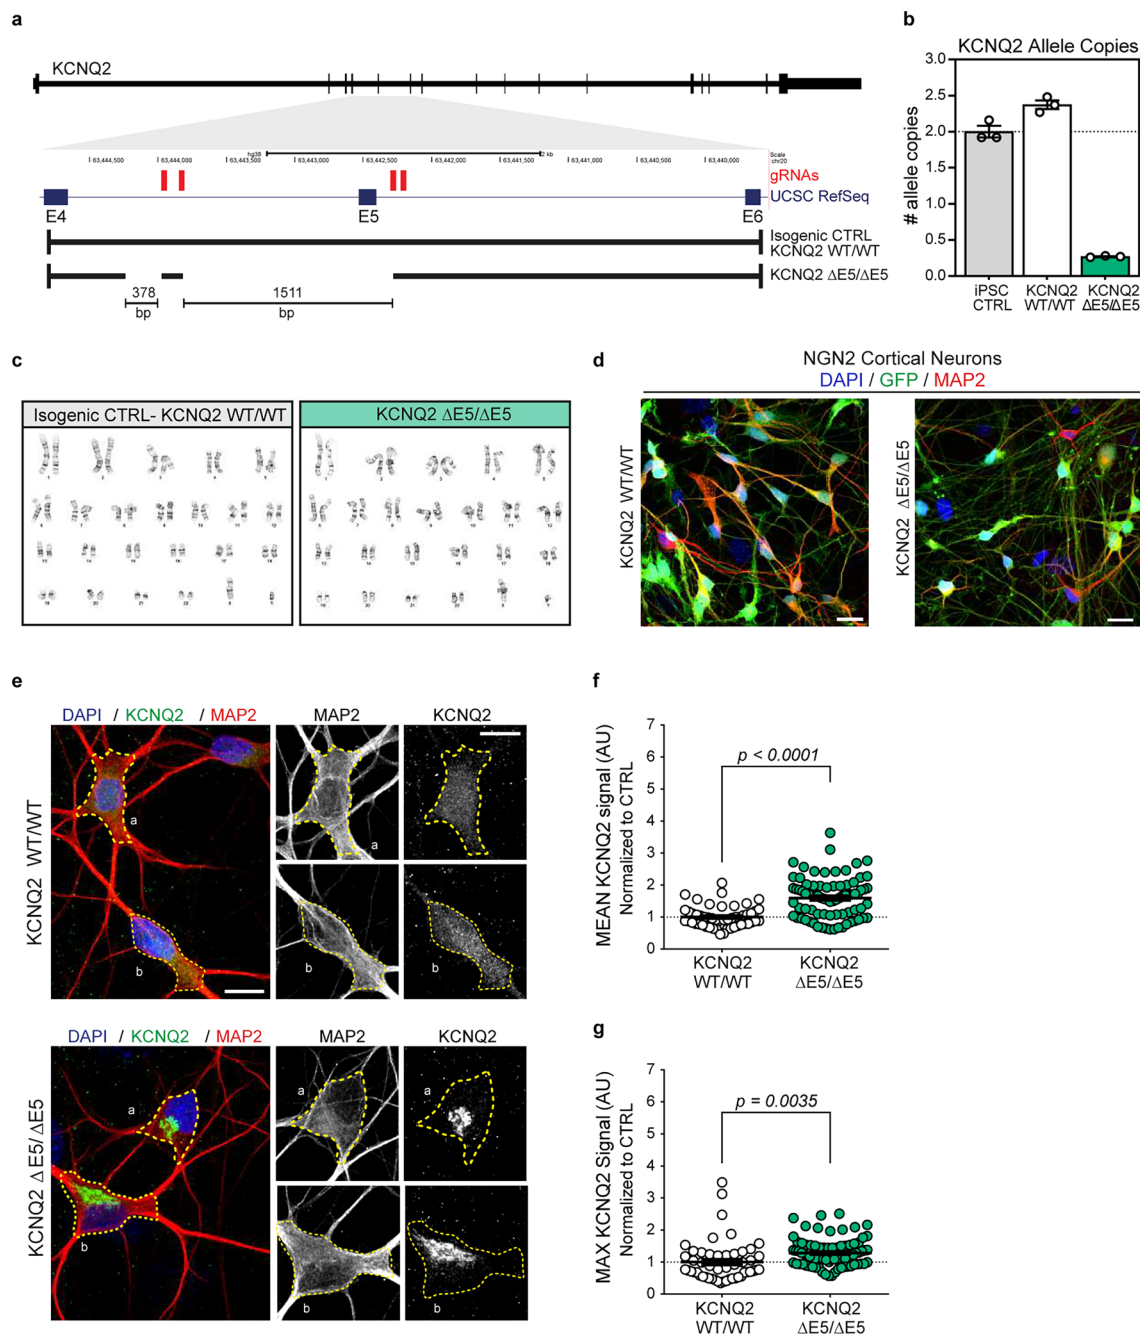 a
KCNQ2
hg38
2 kb
Scale
chr20
63,444,500
63,444,000
63,443,500
63,443,000
63,442,500
63,442,000
63,441,500
63,441,000
63,440,500
63,440,000
gRNAs
UCSC RefSeq
E4
E5
E6
Isogenic CTRL
KCNQ2 WT/WT
KCNQ2 ΔE5/ΔE5
378
bp
1511
bp
b
KCNQ2 Allele Copies
# allele copies
3.0
2.5
2.0
1.5
1.0
0.5
0.0
iPSC
CTRL
KCNQ2
WT/WT
KCNQ2
ΔE5/ΔE5
c
Isogenic CTRL- KCNQ2 WT/WT
KCNQ2 ΔE5/ΔE5
d
NGN2 Cortical Neurons
DAPI / GFP / MAP2
KCNQ2 WT/WT
KCNQ2 ΔE5/ΔE5
e
DAPI / KCNQ2 / MAP2
MAP2
KCNQ2
KCNQ2 WT/WT
a
a
b
b
b
DAPI / KCNQ2 / MAP2
MAP2
KCNQ2
KCNQ2 ΔE5/ΔE5
a
a
a
b
b
b
f
MEAN KCNQ2 signal (AU)
Normalized to CTRL
7
6
5
4
3
2
1
0
p < 0.0001
KCNQ2
WT/WT
KCNQ2
ΔE5/ΔE5
g
MAX KCNQ2 Signal (AU)
Normalized to CTRL
7
6
5
4
3
2
1
0
p = 0.0035
KCNQ2
WT/WT
KCNQ2
ΔE5/ΔE5